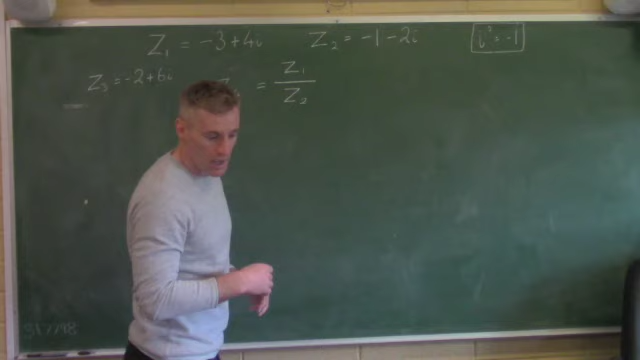 Z₁ = -3+4i Z₂ = -1-2i i² = -1
Z₃ = -2+6i Z = Z₁/Z₂